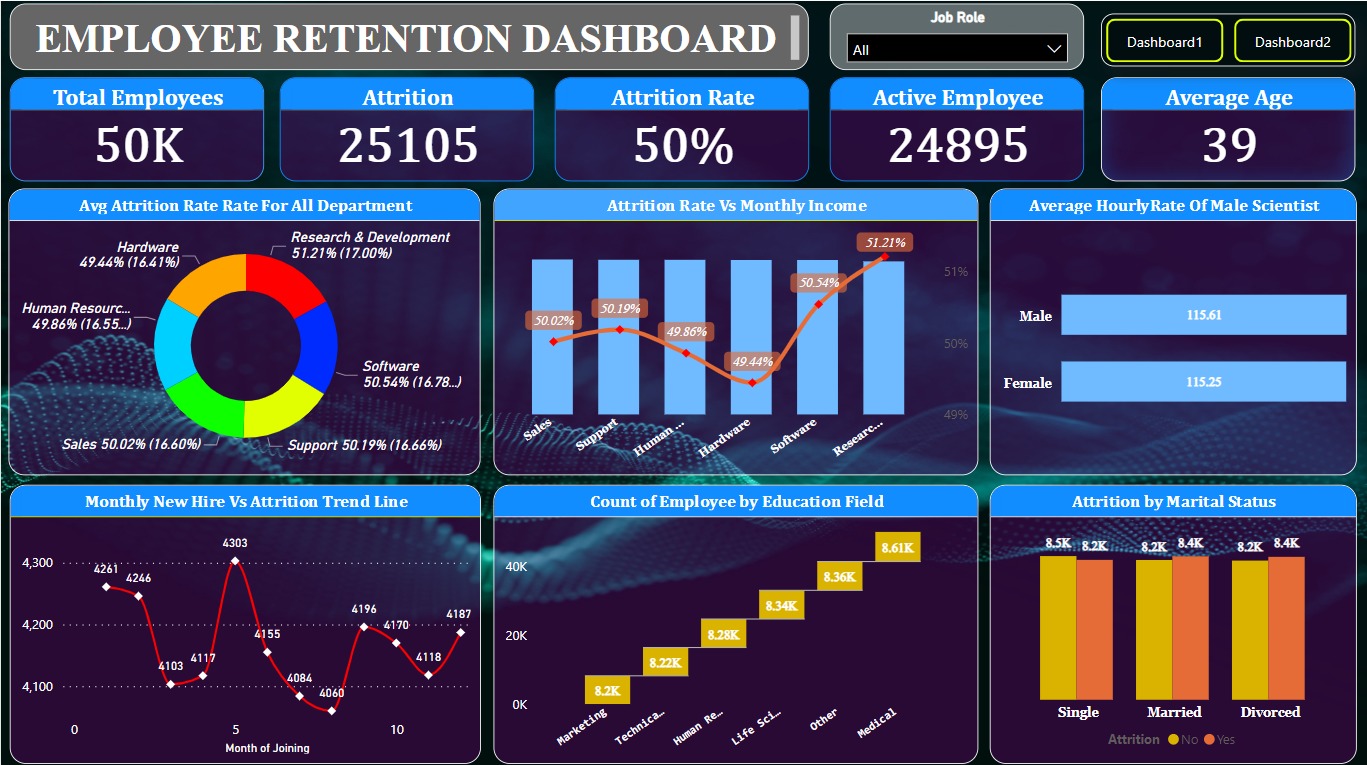 EMPLOYEE RETENTION DASHBOARD
Job Role
All
Dashboard1
Dashboard2
Total Employees
50K
Attrition
25105
Attrition Rate
50%
Active Employee
24895
Average Age
39
Avg Attrition Rate Rate For All Department
Research & Development
51.21% (17.00%)
Hardware
49.44% (16.41%)
Human Resourc...
49.86% (16.55...)
Software
50.54% (16.78...)
Sales 50.02% (16.60%)
Support 50.19% (16.66%)
Attrition Rate Vs Monthly Income
50.02%
50.19%
49.86%
49.44%
50.54%
51.21%
51%
50%
49%
Sales
Support
Human ...
Hardware
Software
Researc...
Average HourlyRate Of Male Scientist
Male
115.61
Female
115.25
Monthly New Hire Vs Attrition Trend Line
4,300
4,200
4,100
4261
4246
4103
4117
4303
4155
4084
4060
4196
4170
4118
4187
0
5
10
Month of Joining
Count of Employee by Education Field
40K
20K
0K
8.2K
8.22K
8.28K
8.34K
8.36K
8.61K
Marketing
Technica...
Human Re...
Life Sci...
Other
Medical
Attrition by Marital Status
8.5K
8.2K
8.2K
8.4K
8.2K
8.4K
Single
Married
Divorced
Attrition
No
Yes